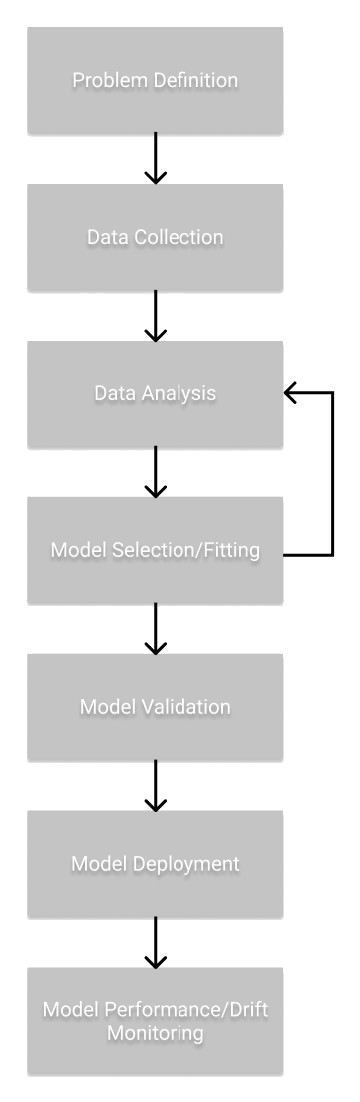 Problem Definition
Data Collection
Data Analysis
Model Selection/Fitting
Model Validation
Model Deployment
Model Performance/Drift
Monitoring